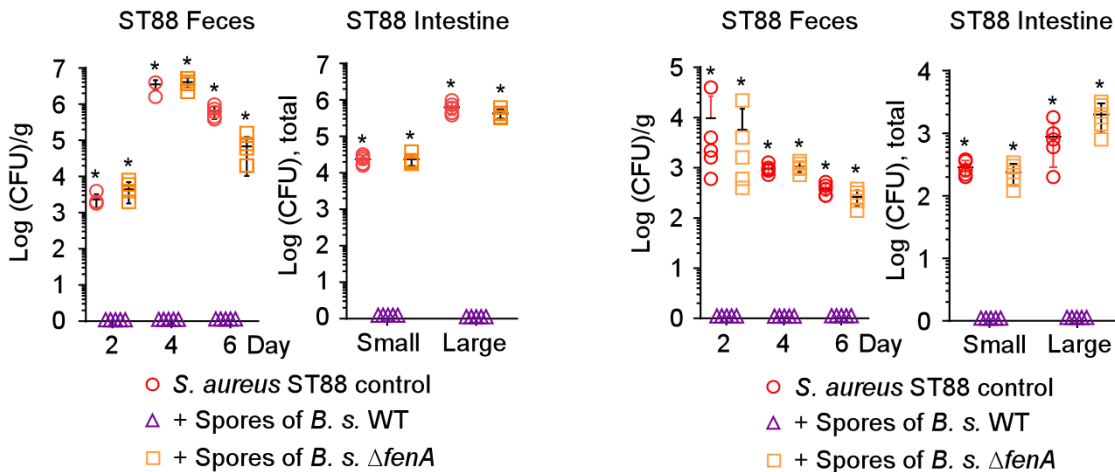 ST88 Feces
ST88 Intestine
Log (CFU)/g
7
6
5
4
3
2
1
0
2 4 6 Day
* * * * * *
Log (CFU), total
7
6
5
4
3
2
1
0
Small Large
* * * *
S. aureus ST88 control
+ Spores of B. s. WT
+ Spores of B. s. ΔfenA
ST88 Feces
ST88 Intestine
Log (CFU)/g
5
4
3
2
1
0
2 4 6 Day
* * * * * *
Log (CFU), total
4
3
2
1
0
Small Large
* * * *
S. aureus ST88 control
+ Spores of B. s. WT
+ Spores of B. s. ΔfenA